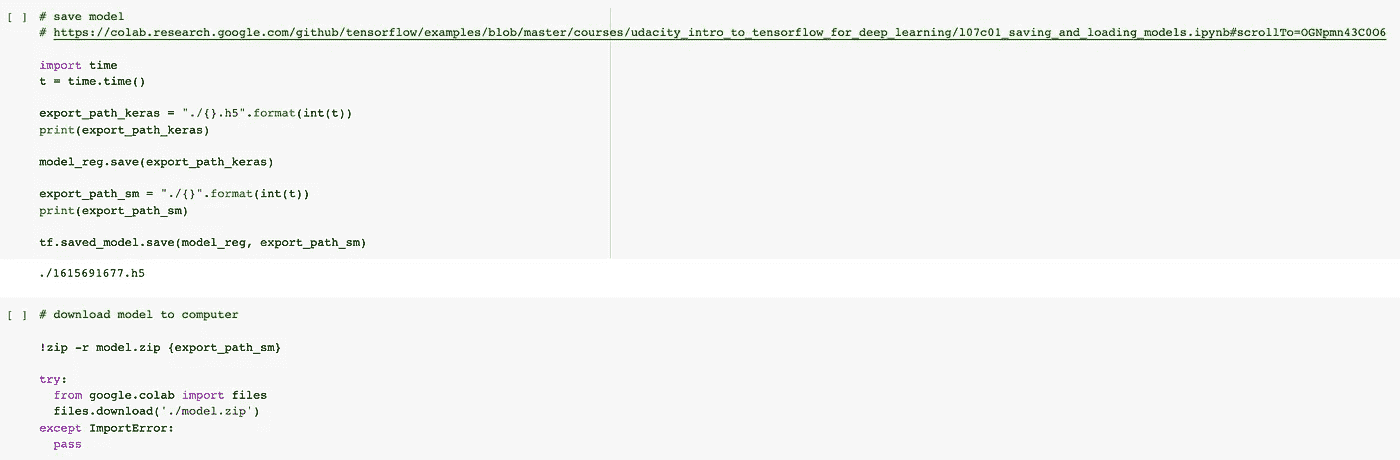 [ ] # save model
# https://colab.research.google.com/github/tensorflow/examples/blob/master/courses/udacity_intro_to_tensorflow_for_deep_learning/l07c01_saving_and_loading_models.ipynb#scrollTo=OGNpmn43C0O6
import time
t = time.time()
export_path_keras = "./{}.h5".format(int(t))
print(export_path_keras)
model_reg.save(export_path_keras)
export_path_sm = "./{}".format(int(t))
print(export_path_sm)
tf.saved_model.save(model_reg, export_path_sm)
./1615691677.h5
[ ] # download model to computer
!zip -r model.zip {export_path_sm}
try:
  from google.colab import files
  files.download('./model.zip')
except ImportError:
  pass